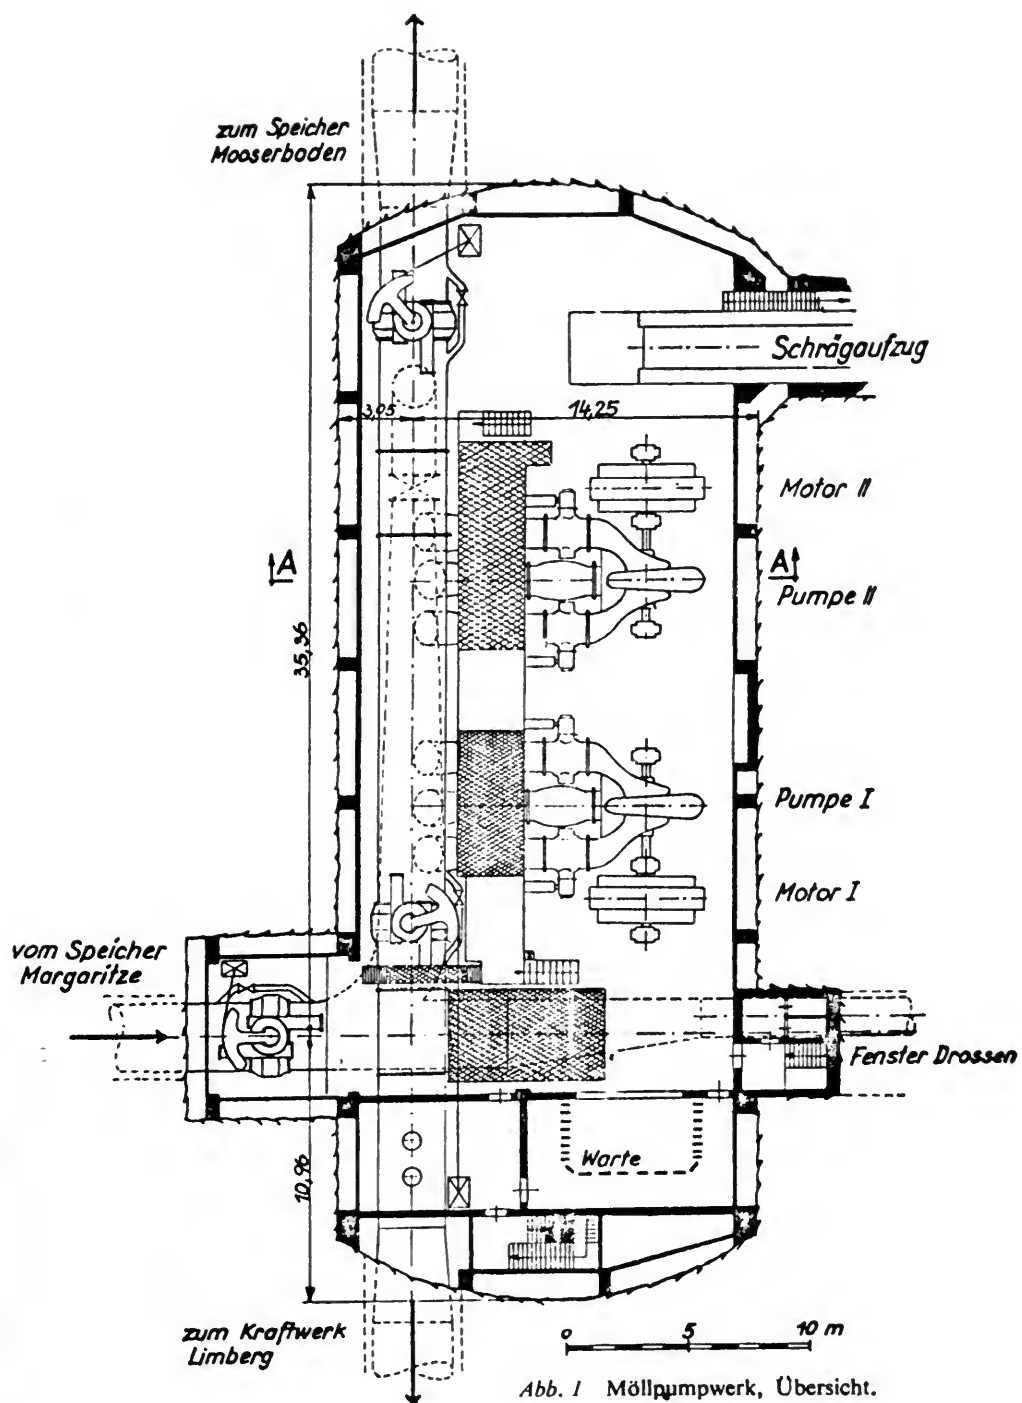 zum Speicher
Mooserboden
Schrägaufzug
3,05
14,25
Motor II
A
A
Pumpe II
35,36
Pumpe I
Motor I
vom Speicher
Margaritze
Fenster Drossen
Warte
10,96
zum Kraftwerk
Limberg
0 5 10 m
Abb. 1 Möllpumpwerk, Übersicht.